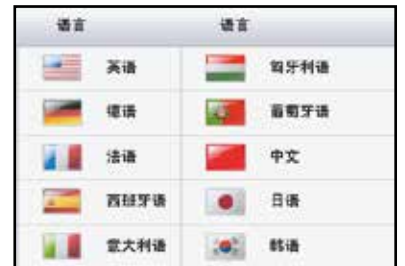 语言 语言
英语 匈牙利语
德语 葡萄牙语
法语 中文
西班牙语 日语
意大利语 韩语